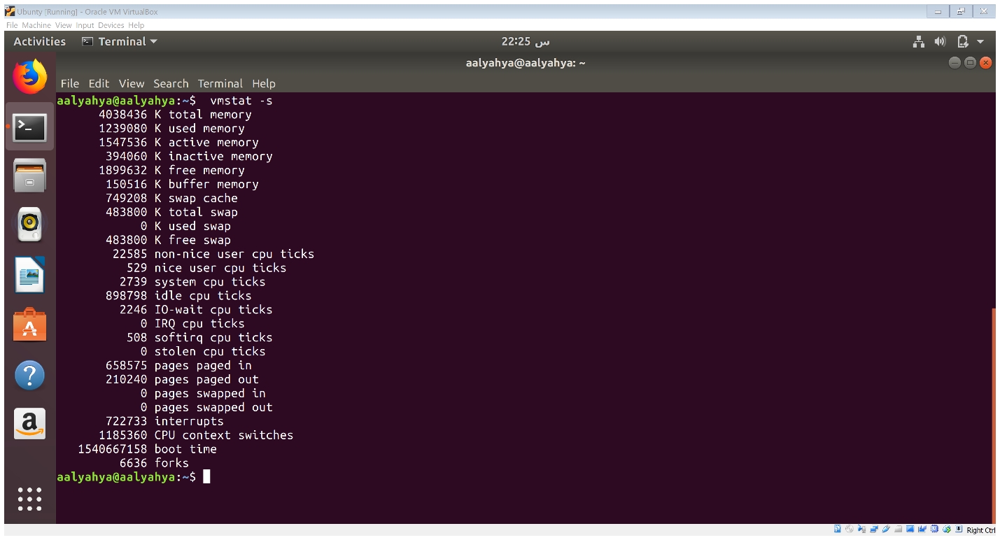 Ubunty [Running] - Oracle VM VirtualBox
File Machine View Input Devices Help
Activities Terminal س 22:25
aalyahya@aalyahya: ~
File Edit View Search Terminal Help
aalyahya@aalyahya:~$  vmstat -s
4038436 K total memory
1239080 K used memory
1547536 K active memory
394060 K inactive memory
1899632 K free memory
150516 K buffer memory
749208 K swap cache
483800 K total swap
0 K used swap
483800 K free swap
22585 non-nice user cpu ticks
529 nice user cpu ticks
2739 system cpu ticks
898798 idle cpu ticks
2246 IO-wait cpu ticks
0 IRQ cpu ticks
508 softirq cpu ticks
0 stolen cpu ticks
658575 pages paged in
210240 pages paged out
0 pages swapped in
0 pages swapped out
722733 interrupts
1185360 CPU context switches
1540667158 boot time
6636 forks
aalyahya@aalyahya:~$
Right Ctrl